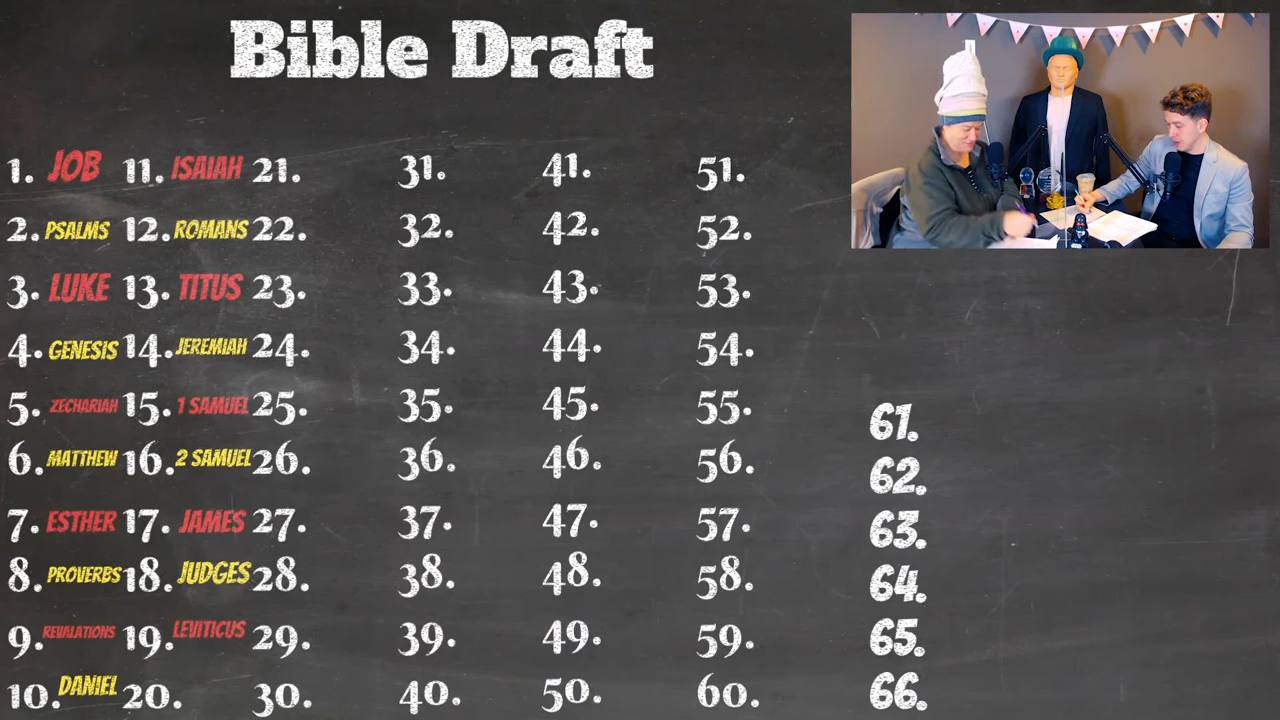 Bible Draft
1. JOB
2. PSALMS
3. LUKE
4. GENESIS
5. ZECHARIAH
6. MATTHEW
7. ESTHER
8. PROVERBS
9. REVALATIONS
10. DANIEL
11. ISAIAH
12. ROMANS
13. TITUS
14. JEREMIAH
15. 1 SAMUEL
16. 2 SAMUEL
17. JAMES
18. JUDGES
19. LEVITICUS
20.
21.
22.
23.
24.
25.
26.
27.
28.
29.
30.
31.
32.
33.
34.
35.
36.
37.
38.
39.
40.
41.
42.
43.
44.
45.
46.
47.
48.
49.
50.
51.
52.
53.
54.
55.
56.
57.
58.
59.
60.
61.
62.
63.
64.
65.
66.